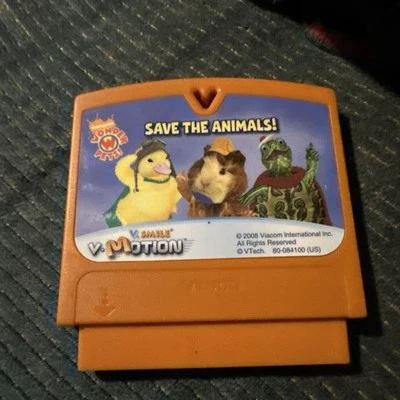 SAVE THE ANIMALS!
WONDER
W
PETS!
V.SMILE
V-MOTION
© 2008 Viacom International Inc.
All Rights Reserved
© VTech. 80-084100 (US)